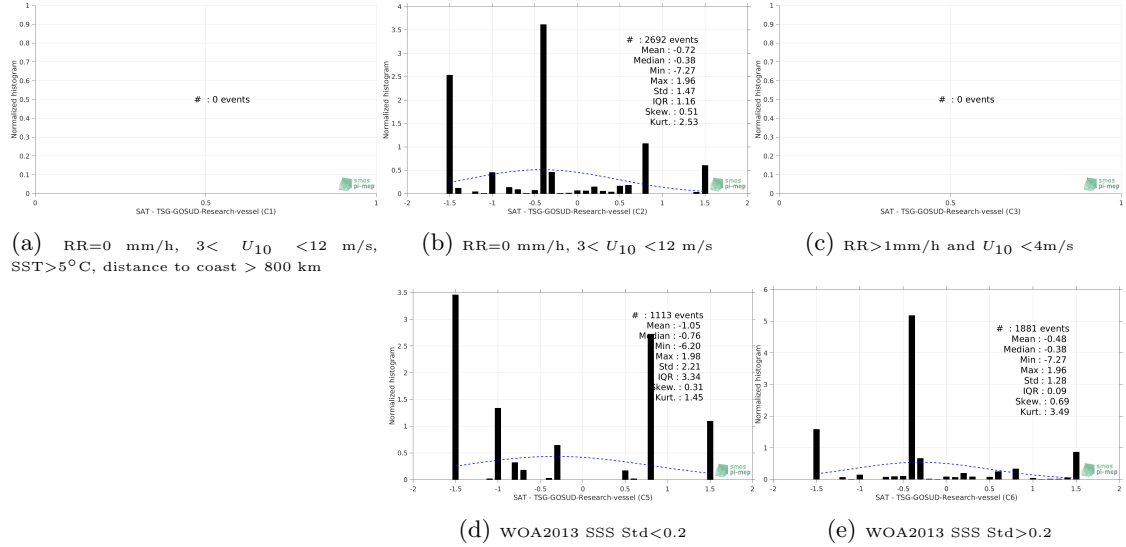 1
0.9
0.8
0.7
0.6
0.5
0.4
0.3
0.2
0.1
0
Normalized histogram
# : 0 events
smos
pi-mep
0
0.5
1
SAT - TSG-GOSUD-Research-vessel (C1)
(a) RR=0 mm/h, 3< U10 <12 m/s,
SST>5°C, distance to coast > 800 km
4
3.5
3
2.5
2
1.5
1
0.5
0
Normalized histogram
# : 2692 events
Mean : -0.72
Median : -0.38
Min : -7.27
Max : 1.96
Std : 1.47
IQR : 1.16
Skew. : 0.51
Kurt. : 2.53
smos
pi-mep
-2
-1.5
-1
-0.5
0
0.5
1
1.5
2
SAT - TSG-GOSUD-Research-vessel (C2)
(b) RR=0 mm/h, 3< U10 <12 m/s
1
0.9
0.8
0.7
0.6
0.5
0.4
0.3
0.2
0.1
0
Normalized histogram
# : 0 events
smos
pi-mep
0
0.5
1
SAT - TSG-GOSUD-Research-vessel (C3)
(c) RR>1mm/h and U10 <4m/s
3.5
3
2.5
2
1.5
1
0.5
0
Normalized histogram
# : 1113 events
Mean : -1.05
Median : -0.76
Min : -6.20
Max : 1.98
Std : 2.21
IQR : 3.34
Skew. : 0.31
Kurt. : 1.45
smos
pi-mep
-2
-1.5
-1
-0.5
0
0.5
1
1.5
2
SAT - TSG-GOSUD-Research-vessel (C5)
(d) WOA2013 SSS Std<0.2
6
5
4
3
2
1
0
Normalized histogram
# : 1881 events
Mean : -0.48
Median : -0.38
Min : -7.27
Max : 1.96
Std : 1.28
IQR : 0.09
Skew. : 0.69
Kurt. : 3.49
smos
pi-mep
-2
-1.5
-1
-0.5
0
0.5
1
1.5
2
SAT - TSG-GOSUD-Research-vessel (C6)
(e) WOA2013 SSS Std>0.2